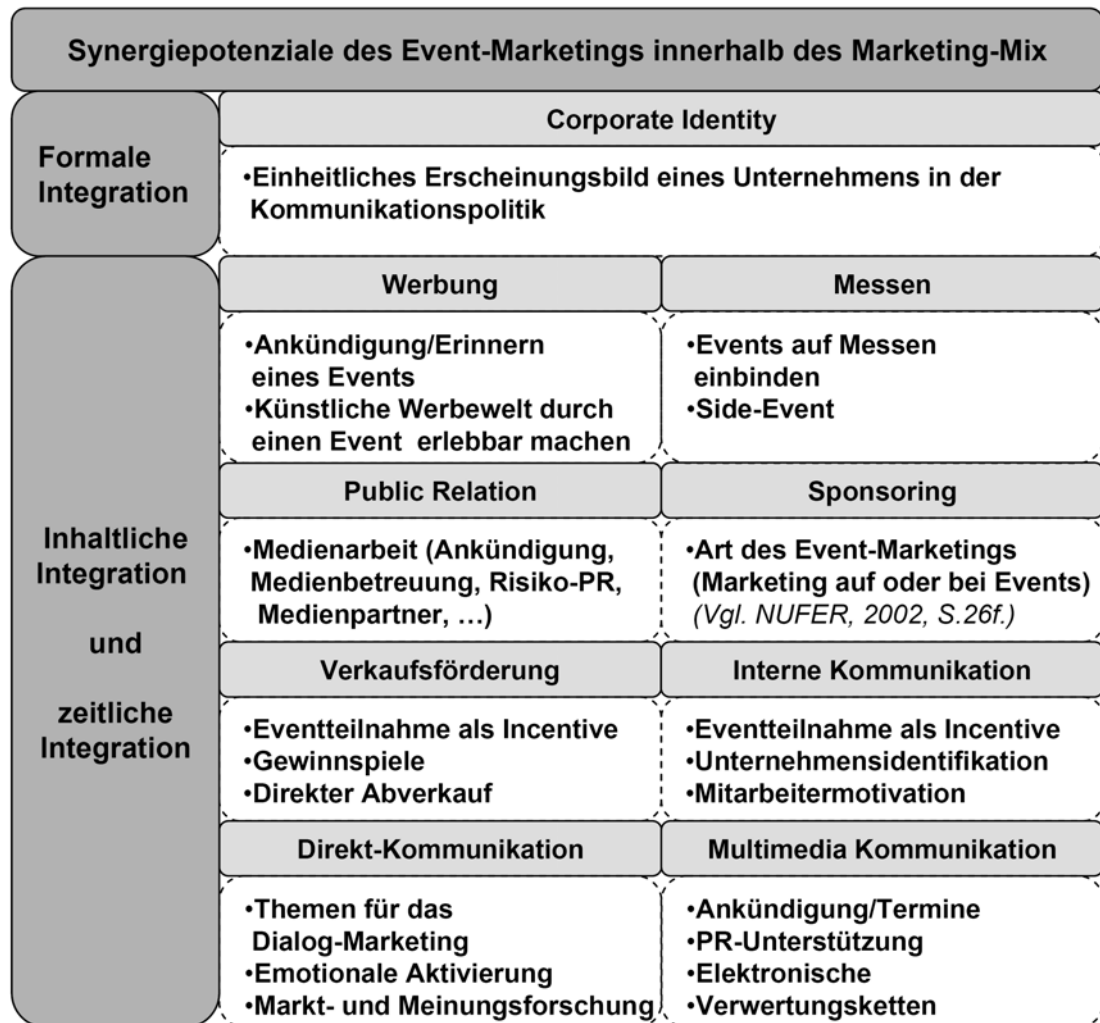 Synergiepotenziale des Event-Marketings innerhalb des Marketing-Mix
Formale
Integration
Corporate Identity
•Einheitliches Erscheinungsbild eines Unternehmens in der
Kommunikationspolitik
Inhaltliche
Integration
und
zeitliche
Integration
Werbung
•Ankündigung/Erinnern
eines Events
•Künstliche Werbewelt durch
einen Event erlebbar machen
Messen
•Events auf Messen
einbinden
•Side-Event
Public Relation
•Medienarbeit (Ankündigung,
Medienbetreuung, Risiko-PR,
Medienpartner, …)
Sponsoring
•Art des Event-Marketings
(Marketing auf oder bei Events)
(Vgl. NUFER, 2002, S.26f.)
Verkaufsförderung
•Eventteilnahme als Incentive
•Gewinnspiele
•Direkter Abverkauf
Interne Kommunikation
•Eventteilnahme als Incentive
•Unternehmensidentifikation
•Mitarbeitermotivation
Direkt-Kommunikation
•Themen für das
Dialog-Marketing
•Emotionale Aktivierung
•Markt- und Meinungsforschung
Multimedia Kommunikation
•Ankündigung/Termine
•PR-Unterstützung
•Elektronische
•Verwertungsketten